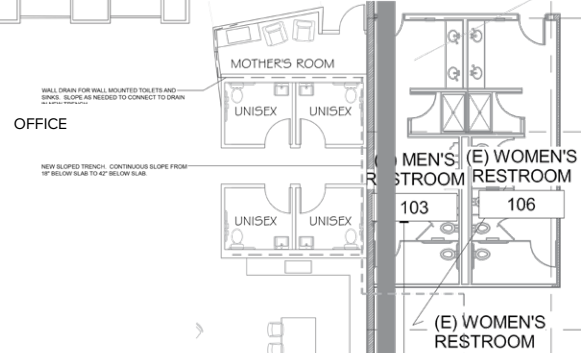 MOTHER'S ROOM
WALL DRAIN FOR WALL MOUNTED TOILETS AND
SINKS. SLOPE AS NEEDED TO CONNECT TO DRAIN
UNISEX UNISEX
OFFICE
MEN'S
RESTROOM
103
(E) WOMEN'S
RESTROOM
106
NEW SLOPED TRENCH. CONTINUOUS SLOPE FROM
18" BELOW SLAB TO 42" BELOW SLAB.
UNISEX UNISEX
(E) WOMEN'S
RESTROOM